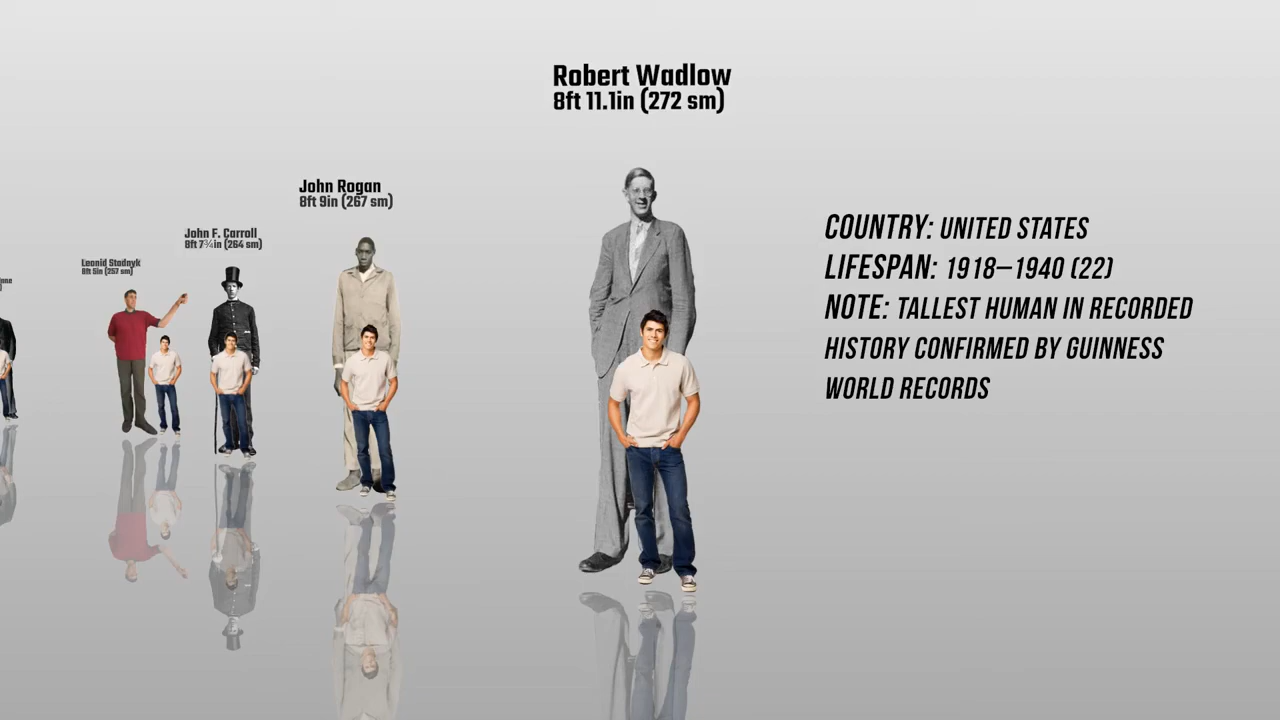 Robert Wadlow
8ft 11.1in (272 sm)
John Rogan
8ft 9in (267 sm)
John F. Carroll
8ft 7¾in (264 sm)
Leonid Stadnyk
8ft 5in (257 sm)
COUNTRY: UNITED STATES
LIFESPAN: 1918–1940 (22)
NOTE: TALLEST HUMAN IN RECORDED
HISTORY CONFIRMED BY GUINNESS
WORLD RECORDS